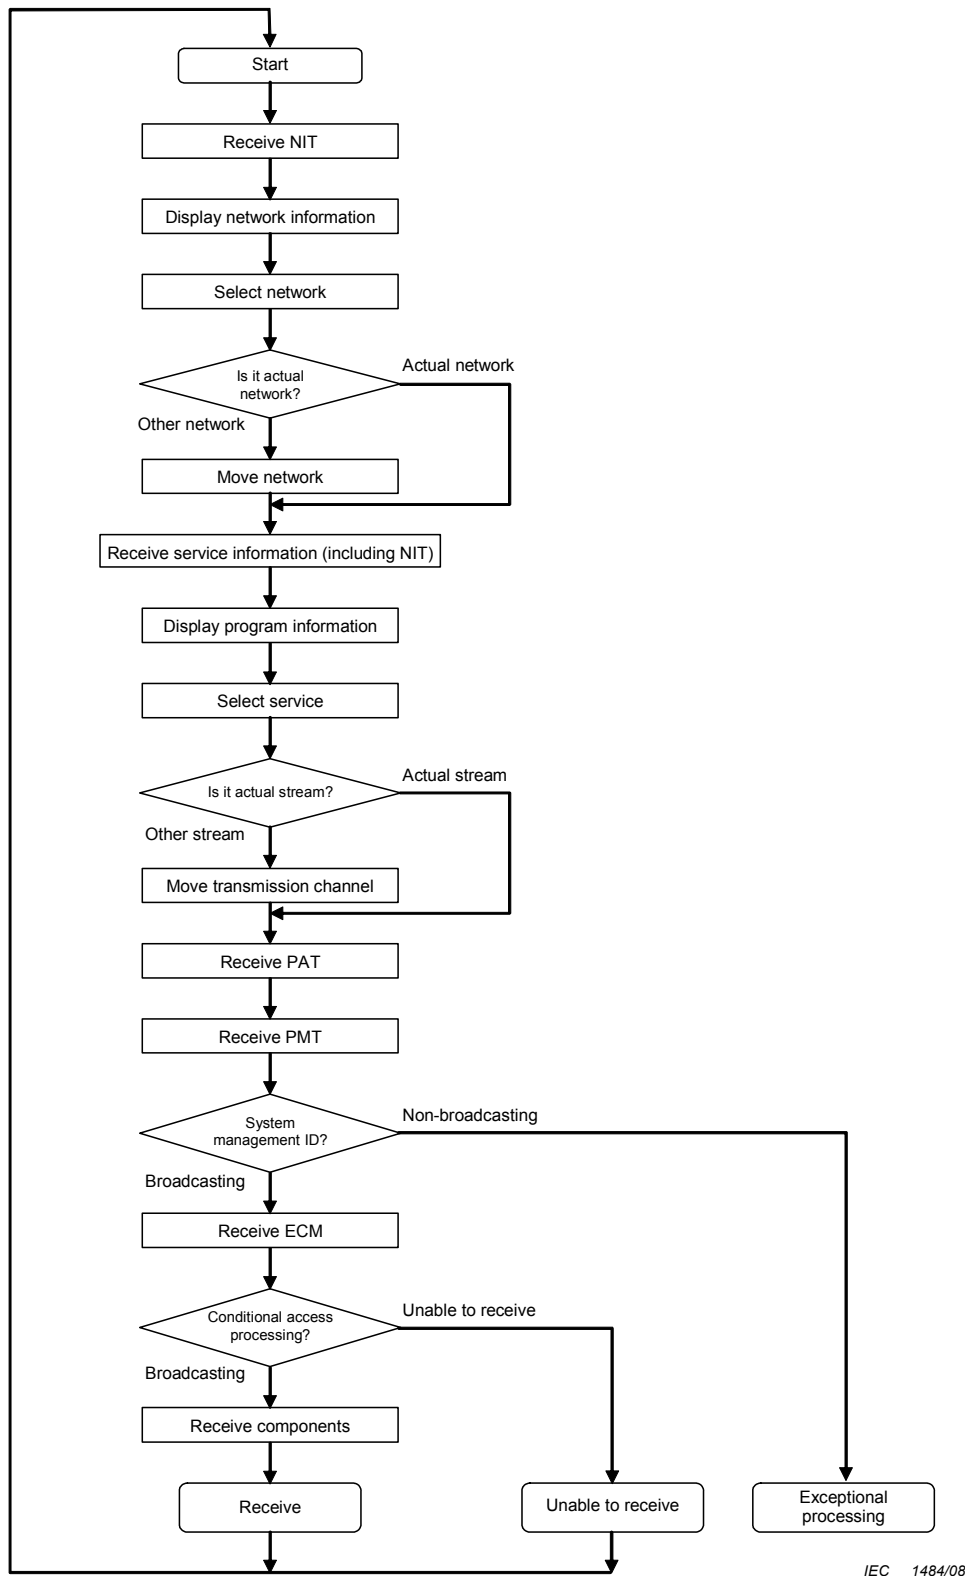 Start
Receive NIT
Display network information
Select network
Actual network
Is it actual
network?
Other network
Move network
Receive service information (including NIT)
Display program information
Select service
Actual stream
Is it actual stream?
Other stream
Move transmission channel
Receive PAT
Receive PMT
Non-broadcasting
System
management ID?
Broadcasting
Receive ECM
Unable to receive
Conditional access
processing?
Broadcasting
Receive components
Receive
Unable to receive
Exceptional
processing
IEC 1484/08